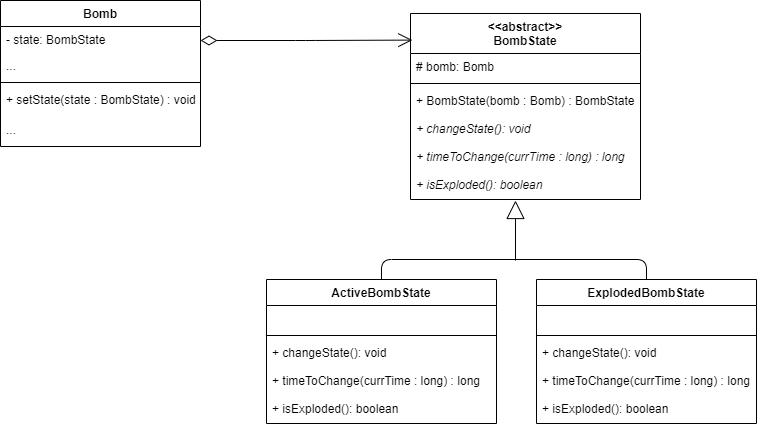 Bomb
- state: BombState
...
+ setState(state : BombState) : void
...
<<abstract>>
BombState
# bomb: Bomb
+ BombState(bomb : Bomb) : BombState
+ changeState(): void
+ timeToChange(currTime : long) : long
+ isExploded(): boolean
ActiveBombState
+ changeState(): void
+ timeToChange(currTime : long) : long
+ isExploded(): boolean
ExplodedBombState
+ changeState(): void
+ timeToChange(currTime : long) : long
+ isExploded(): boolean